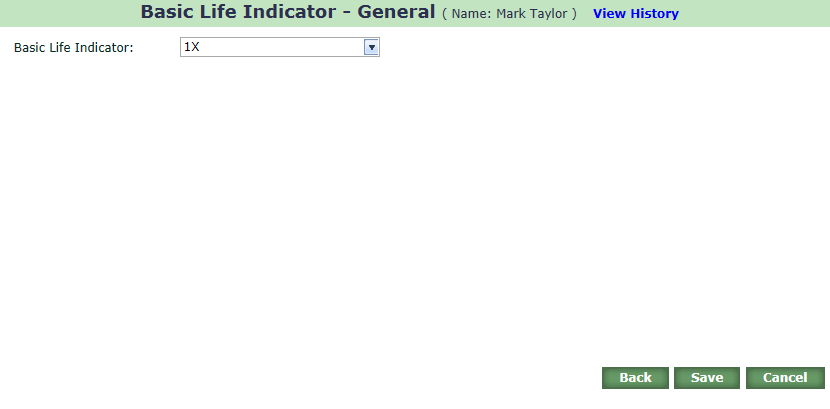 Basic Life Indicator - General ( Name: Mark Taylor ) View History
Basic Life Indicator: 1X
Back Save Cancel